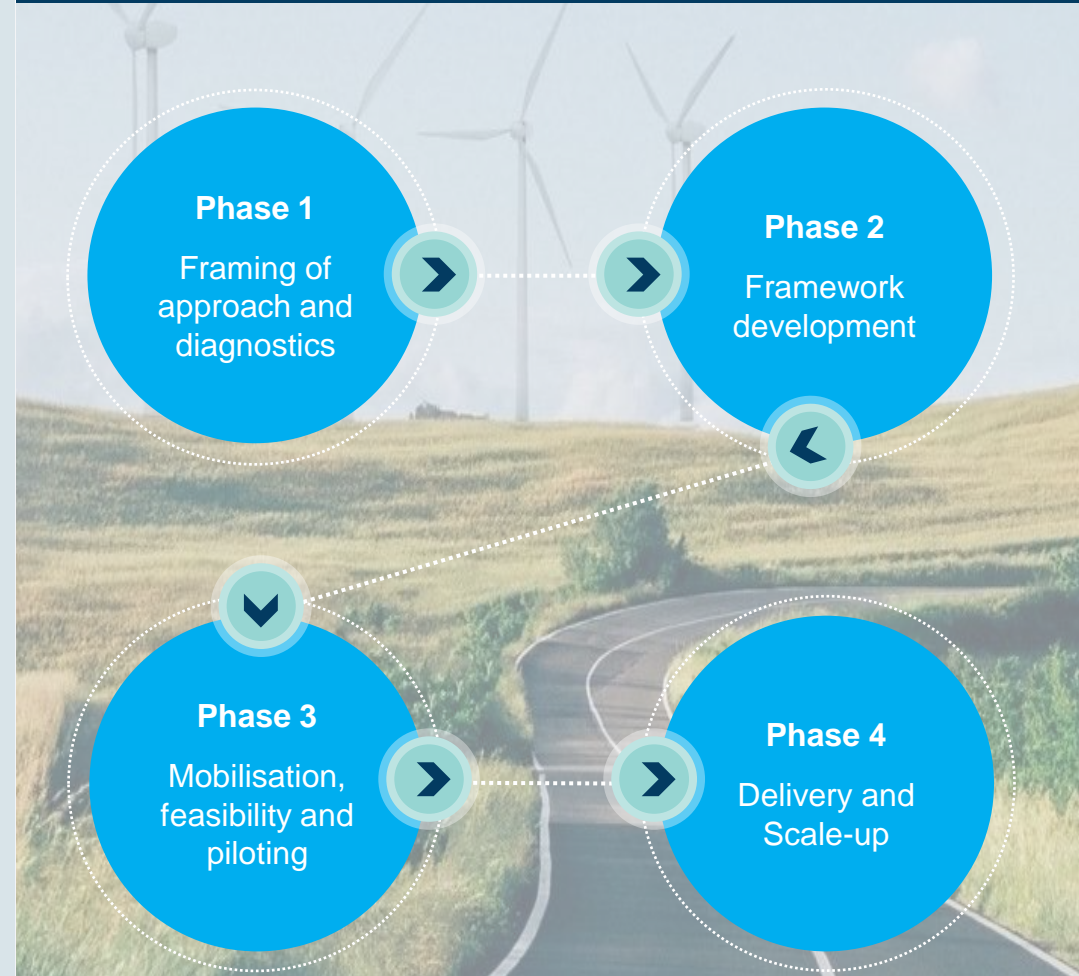 Phase 1
Framing of
approach and
diagnostics
Phase 2
Framework
development
Phase 3
Mobilisation,
feasibility and
piloting
Phase 4
Delivery and
Scale-up